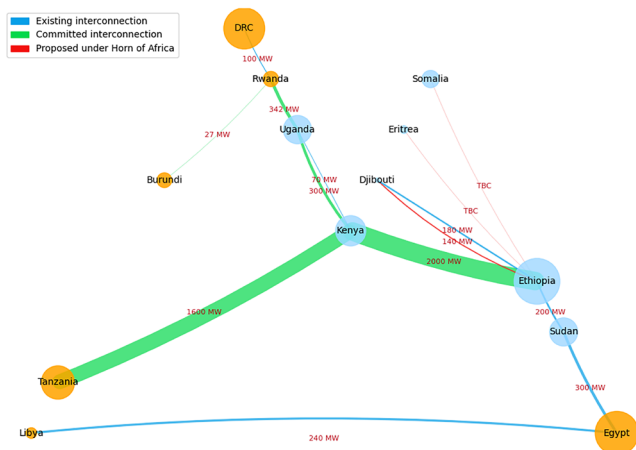 Existing interconnection
Committed interconnection
Proposed under Horn of Africa
DRC
100 MW
Rwanda
Somalia
342 MW
Uganda
Eritrea
27 MW
Burundi
70 MW
300 MW
Djibouti
TBC
TBC
Kenya
180 MW
140 MW
2000 MW
Ethiopia
1600 MW
200 MW
Sudan
Tanzania
300 MW
Libya
240 MW
Egypt